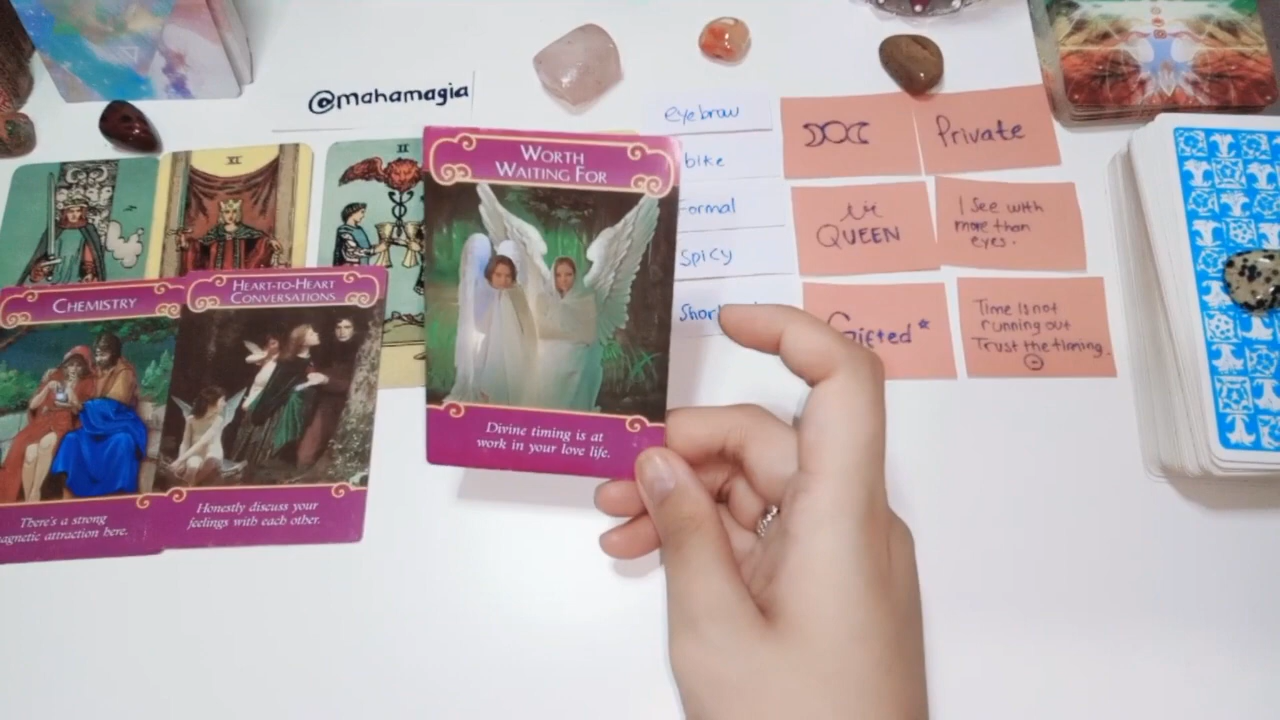 @mahamagia
eyebrow
bike
Formal
Spicy
Private
QUEEN
I See with
more than
eyes.
Gifted*
Time is not
running out
Trust the timing.
XI
II
WORTH
WAITING FOR
Divine timing is at
work in your love life.
CHEMISTRY
There's a strong
magnetic attraction here.
HEART-TO-HEART
CONVERSATIONS
Honestly discuss your
feelings with each other.